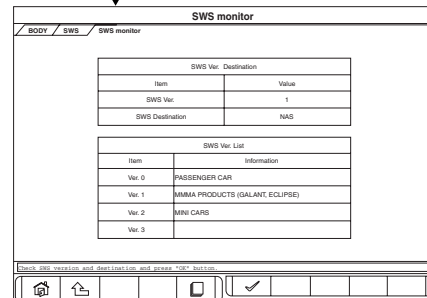 SWS monitor
BODY SWS SWS monitor
SWS Ver. Destination
Item Value
SWS Ver. 1
SWS Destination NAS
SWS Ver. List
Item Information
Ver. 0 PASSENGER CAR
Ver. 1 MMMA PRODUCTS (GALANT, ECLIPSE)
Ver. 2 MINI CARS
Ver. 3
Check SWS version and destination and press "OK" button.